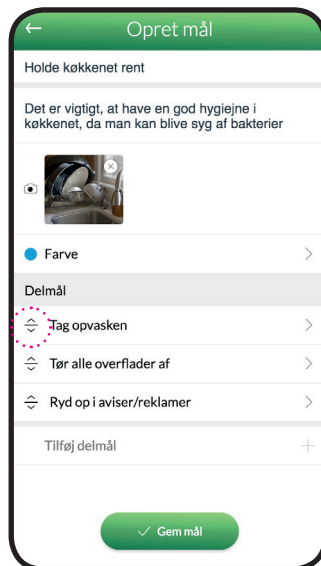 Opret mål
Holde køkkenet rent
Det er vigtigt, at have en god hygiejne i
køkkenet, da man kan blive syg af bakterier
Farve
Delmål
Tag opvasken
Tør alle overflader af
Ryd op i aviser/reklamer
Tilføj delmål
Gem mål